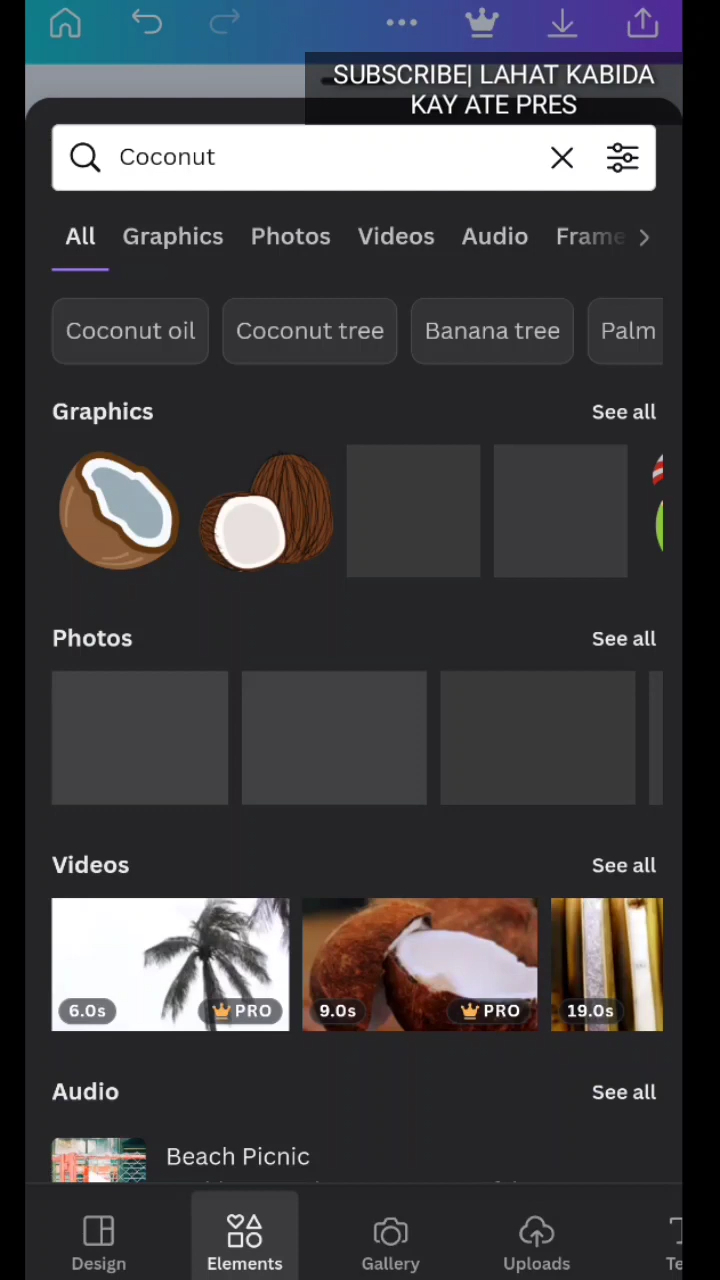 SUBSCRIBE| LAHAT KABIDA
KAY ATE PRES
Coconut
All Graphics Photos Videos Audio Frame
Coconut oil Coconut tree Banana tree Palm
Graphics See all
Photos See all
Videos See all
6.0s PRO 9.0s PRO 19.0s
Audio See all
Beach Picnic
Design Elements Gallery Uploads Te